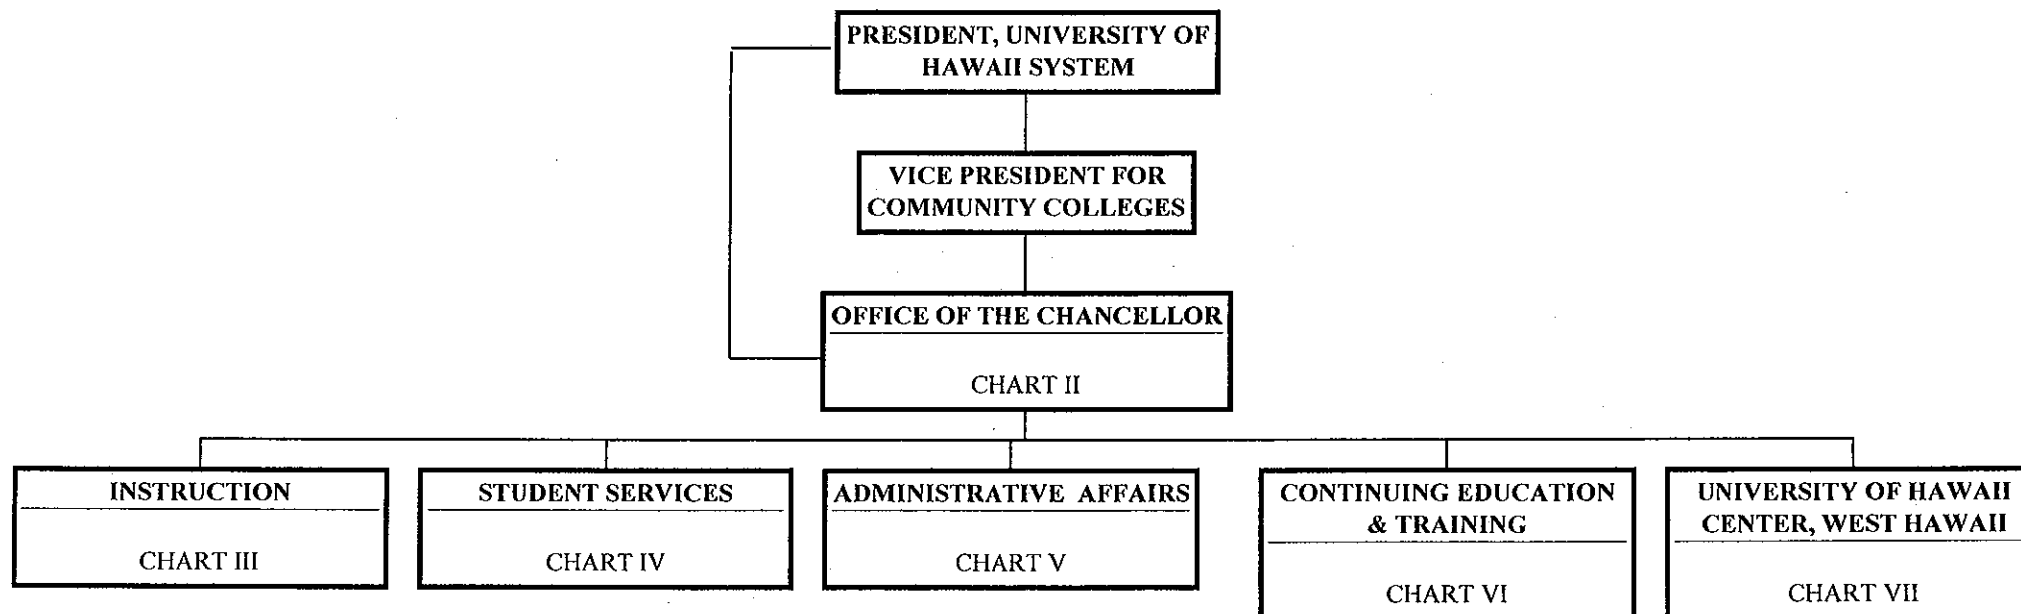 PRESIDENT, UNIVERSITY OF
HAWAII SYSTEM
VICE PRESIDENT FOR
COMMUNITY COLLEGES
OFFICE OF THE CHANCELLOR
CHART II
INSTRUCTION
CHART III
STUDENT SERVICES
CHART IV
ADMINISTRATIVE AFFAIRS
CHART V
CONTINUING EDUCATION
& TRAINING
CHART VI
UNIVERSITY OF HAWAII
CENTER, WEST HAWAII
CHART VII